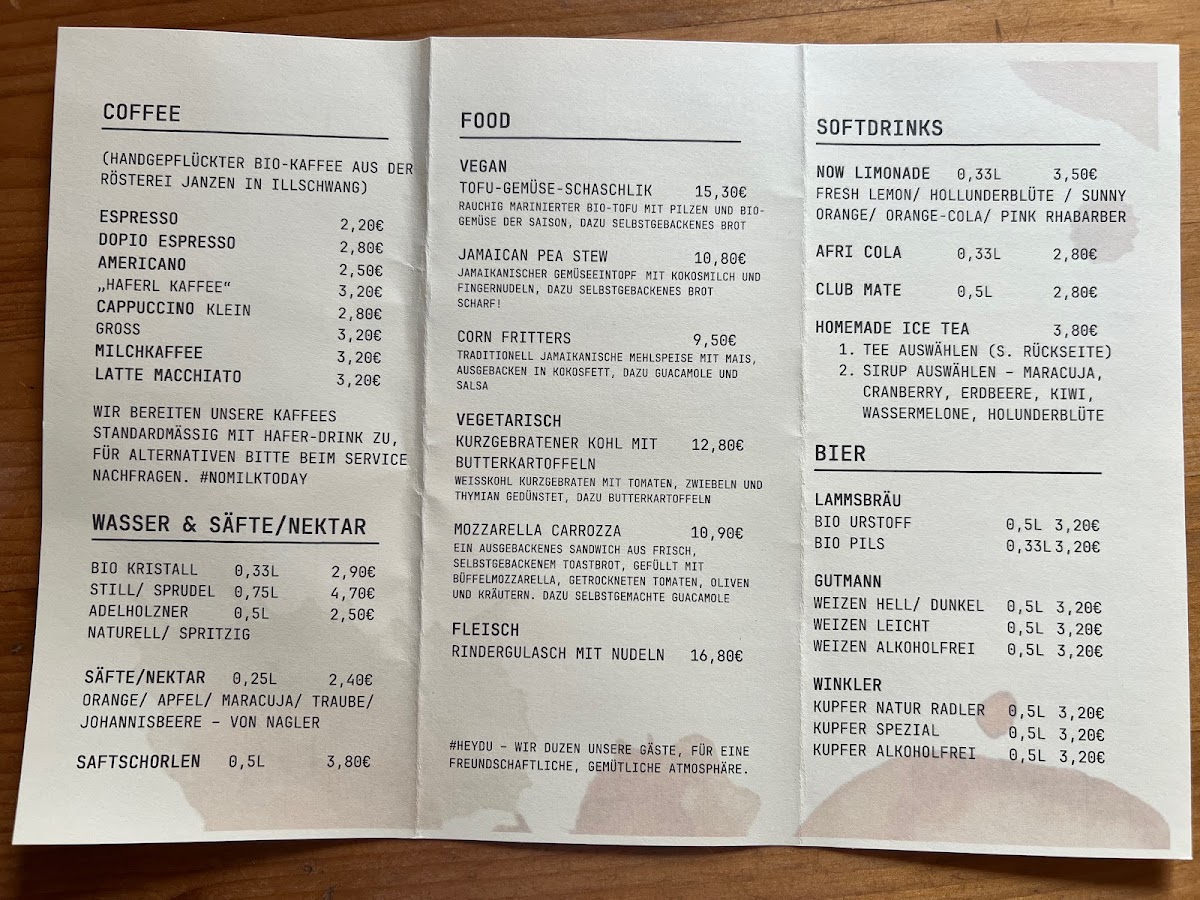 COFFEE
(HANDGEPFLÜCKTER BIO-KAFFEE AUS DER
RÖSTEREI JANZEN IN ILLSCHWANG)
ESPRESSO 2,20€
DOPIO ESPRESSO 2,80€
AMERICANO 2,50€
„HAFERL KAFFEE“ 3,20€
CAPPUCCINO KLEIN 2,80€
GROSS 3,20€
MILCHKAFFEE 3,20€
LATTE MACCHIATO 3,20€
WIR BEREITEN UNSERE KAFFEES
STANDARDMÄSSIG MIT HAFER-DRINK ZU,
FÜR ALTERNATIVEN BITTE BEIM SERVICE
NACHFRAGEN. #NOMILKTODAY
WASSER & SÄFTE/NEKTAR
BIO KRISTALL 0,33L 2,90€
STILL/ SPRUDEL 0,75L 4,70€
ADELHOLZNER 0,5L 2,50€
NATURELL/ SPRITZIG
SÄFTE/NEKTAR 0,25L 2,40€
ORANGE/ APFEL/ MARACUJA/ TRAUBE/
JOHANNISBEERE – VON NAGLER
SAFTSCHORLEN 0,5L 3,80€
FOOD
VEGAN
TOFU-GEMÜSE-SCHASCHLIK 15,30€
RAUCHIG MARINIERTER BIO-TOFU MIT PILZEN UND BIO-
GEMÜSE DER SAISON, DAZU SELBSTGEBACKENES BROT
JAMAICAN PEA STEW 10,80€
JAMAIKANISCHER GEMÜSEEINTOPF MIT KOKOSMILCH UND
FINGERNUDELN, DAZU SELBSTGEBACKENES BROT
SCHARF!
CORN FRITTERS 9,50€
TRADITIONELL JAMAIKANISCHE MEHLSPEISE MIT MAIS,
AUSGEBACKEN IN KOKOSFETT, DAZU GUACAMOLE UND
SALSA
VEGETARISCH
KURZGEBRATENER KOHL MIT 12,80€
BUTTERKARTOFFELN
WEISSKOHL KURZGEBRATEN MIT TOMATEN, ZWIEBELN UND
THYMIAN GEDÜNSTET, DAZU BUTTERKARTOFFELN
MOZZARELLA CARROZZA 10,90€
EIN AUSGEBACKENES SANDWICH AUS FRISCH,
SELBSTGEBACKENEM TOASTBROT, GEFÜLLT MIT
BÜFFELMOZZARELLA, GETROCKNETEN TOMATEN, OLIVEN
UND KRÄUTERN. DAZU SELBSTGEMACHTE GUACAMOLE
FLEISCH
RINDERGULASCH MIT NUDELN 16,80€
#HEYDU – WIR DUZEN UNSERE GÄSTE, FÜR EINE
FREUNDSCHAFTLICHE, GEMÜTLICHE ATMOSPHÄRE.
SOFTDRINKS
NOW LIMONADE 0,33L 3,50€
FRESH LEMON/ HOLLUNDERBLÜTE / SUNNY
ORANGE/ ORANGE-COLA/ PINK RHABARBER
AFRI COLA 0,33L 2,80€
CLUB MATE 0,5L 2,80€
HOMEMADE ICE TEA 3,80€
1. TEE AUSWÄHLEN (S. RÜCKSEITE)
2. SIRUP AUSWÄHLEN – MARACUJA,
CRANBERRY, ERDBEERE, KIWI,
WASSERMELONE, HOLUNDERBLÜTE
BIER
LAMMSBRÄU
BIO URSTOFF 0,5L 3,20€
BIO PILS 0,33L 3,20€
GUTMANN
WEIZEN HELL/ DUNKEL 0,5L 3,20€
WEIZEN LEICHT 0,5L 3,20€
WEIZEN ALKOHOLFREI 0,5L 3,20€
WINKLER
KUPFER NATUR RADLER 0,5L 3,20€
KUPFER SPEZIAL 0,5L 3,20€
KUPFER ALKOHOLFREI 0,5L 3,20€